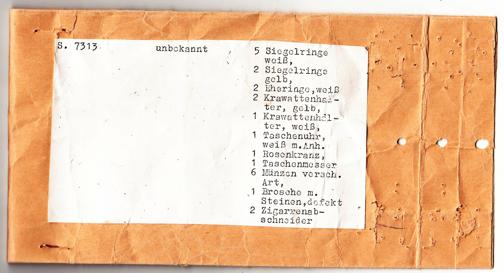 S. 7313 unbekannt 5 Siegelringe
weiß,
2 Siegelringe
gelb,
2 Eheringe,weiß
2 Krawattenhal-
ter, gelb,
1 Krawattenhäl-
ter, weiß,
1 Taschenuhr,
weiß m.Anh.
1 Rosenkranz,
1 Taschenmesser
6 Münzen versch.
Art,
1 Brosche m.
Steinen,defekt
2 Zigarrenab-
schneider